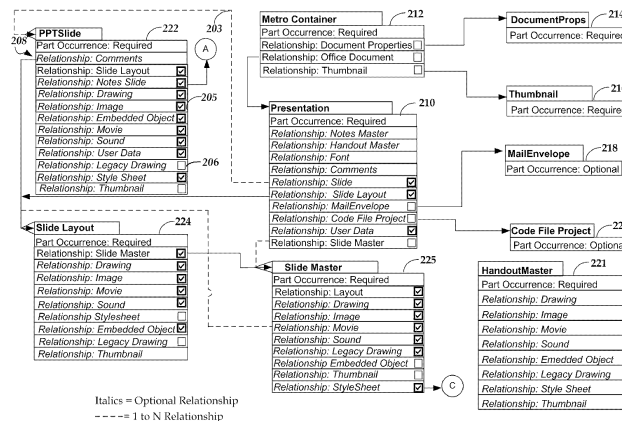 PPTSlide
222
203
208
Part Occurrence: Required
Relationship: Comments
Relationship: Slide Layout
Relationship: Notes Slide
Relationship: Drawing
Relationship: Image
Relationship: Embedded Object
Relationship: Movie
Relationship: Sound
Relationship: User Data
Relationship: Legacy Drawing
Relationship: Style Sheet
Relationship: Thumbnail
A
205
206
Metro Container
212
Part Occurrence: Required
Relationship: Document Properties
Relationship: Office Document
Relationship: Thumbnail
DocumentProps
214
Part Occurrence: Required
Thumbnail
Part Occurrence: Required
Presentation
210
Part Occurrence: Required
Relationship: Notes Master
Relationship: Handout Master
Relationship: Font
Relationship: Comments
Relationship: Slide
Relationship: Slide Layout
Relationship: MailEnvelope
Relationship: Code File Project
Relationship: User Data
Relationship: Slide Master
MailEnvelope
218
Part Occurrence: Optional
Code File Project
Part Occurrence:
Slide Layout
224
Part Occurrence: Required
Relationship: Slide Master
Relationship: Drawing
Relationship: Image
Relationship: Movie
Relationship: Sound
Relationship Stylesheet
Relationship: Embedded Object
Relationship: Legacy Drawing
Relationship: Thumbnail
Slide Master
225
Part Occurrence: Required
Relationship: Layout
Relationship: Drawing
Relationship: Image
Relationship: Movie
Relationship: Sound
Relationship: Legacy Drawing
Relationship Embedded Object
Relationship: Thumbnail
Relationship: StyleSheet
C
HandoutMaster
221
Part Occurrence: Required
Relationship: Drawing
Relationship: Image
Relationship: Movie
Relationship: Sound
Relationship: Emedded Object
Relationship: Legacy Drawing
Relationship: Style Sheet
Relationship: Thumbnail
Italics = Optional Relationship
----= 1 to N Relationship